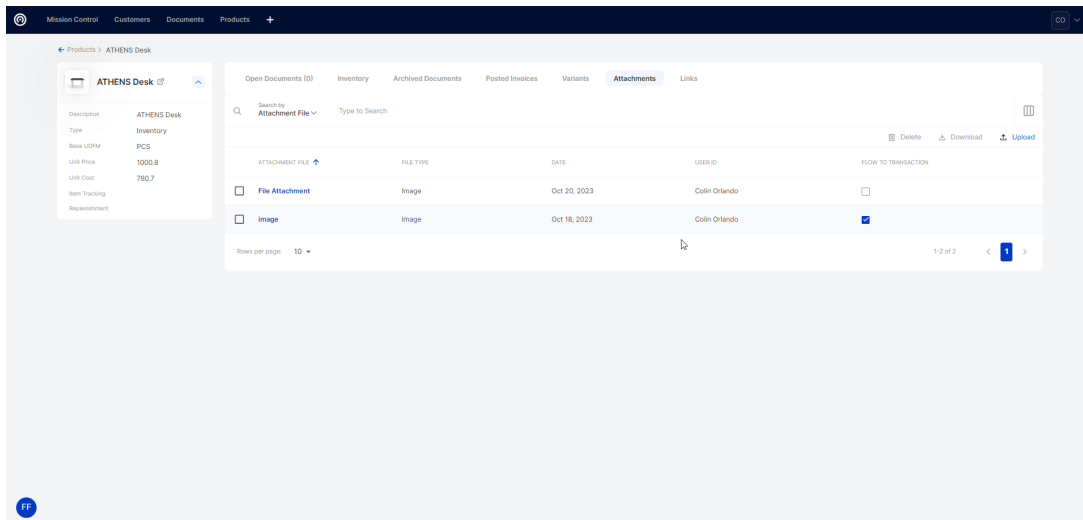 Mission Control Customers Documents Products + CO
← Products > ATHENS Desk
ATHENS Desk
Description ATHENS Desk
Type Inventory
Base UOFM PCS
Unit Price 1000.8
Unit Cost 780.7
Item Tracking
Replenishment
Open Documents (0) Inventory Archived Documents Posted Invoices Variants Attachments Links
Search by
Attachment File Type to Search
Delete Download Upload
ATTACHMENT FILE ↑ FILE TYPE DATE USER ID FLOW TO TRANSACTION
File Attachment Image Oct 20, 2023 Colin Orlando
image Image Oct 18, 2023 Colin Orlando
Rows per page: 10 1-2 of 2 < 1 >
FF